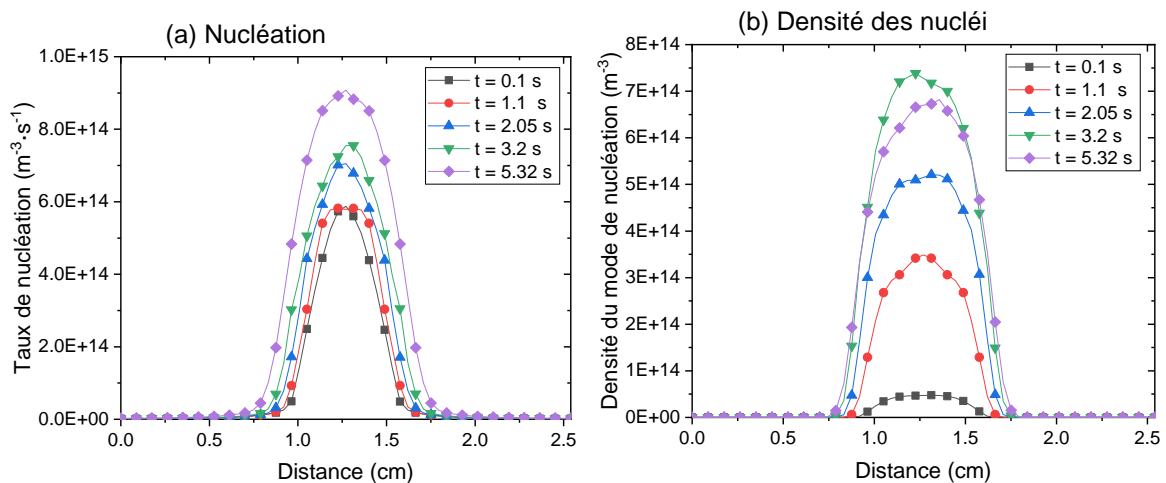 (a) Nucléation
1.0E+15
8.0E+14
6.0E+14
4.0E+14
2.0E+14
0.0E+00
Taux de nucléation (m⁻³·s⁻¹)
t = 0.1 s
t = 1.1 s
t = 2.05 s
t = 3.2 s
t = 5.32 s
0.0 0.5 1.0 1.5 2.0 2.5
Distance (cm)
(b) Densité des nucléi
8E+14
7E+14
6E+14
5E+14
4E+14
3E+14
2E+14
1E+14
0E+00
Densité du mode de nucléation (m⁻³)
t = 0.1 s
t = 1.1 s
t = 2.05 s
t = 3.2 s
t = 5.32 s
0.0 0.5 1.0 1.5 2.0 2.5
Distance (cm)